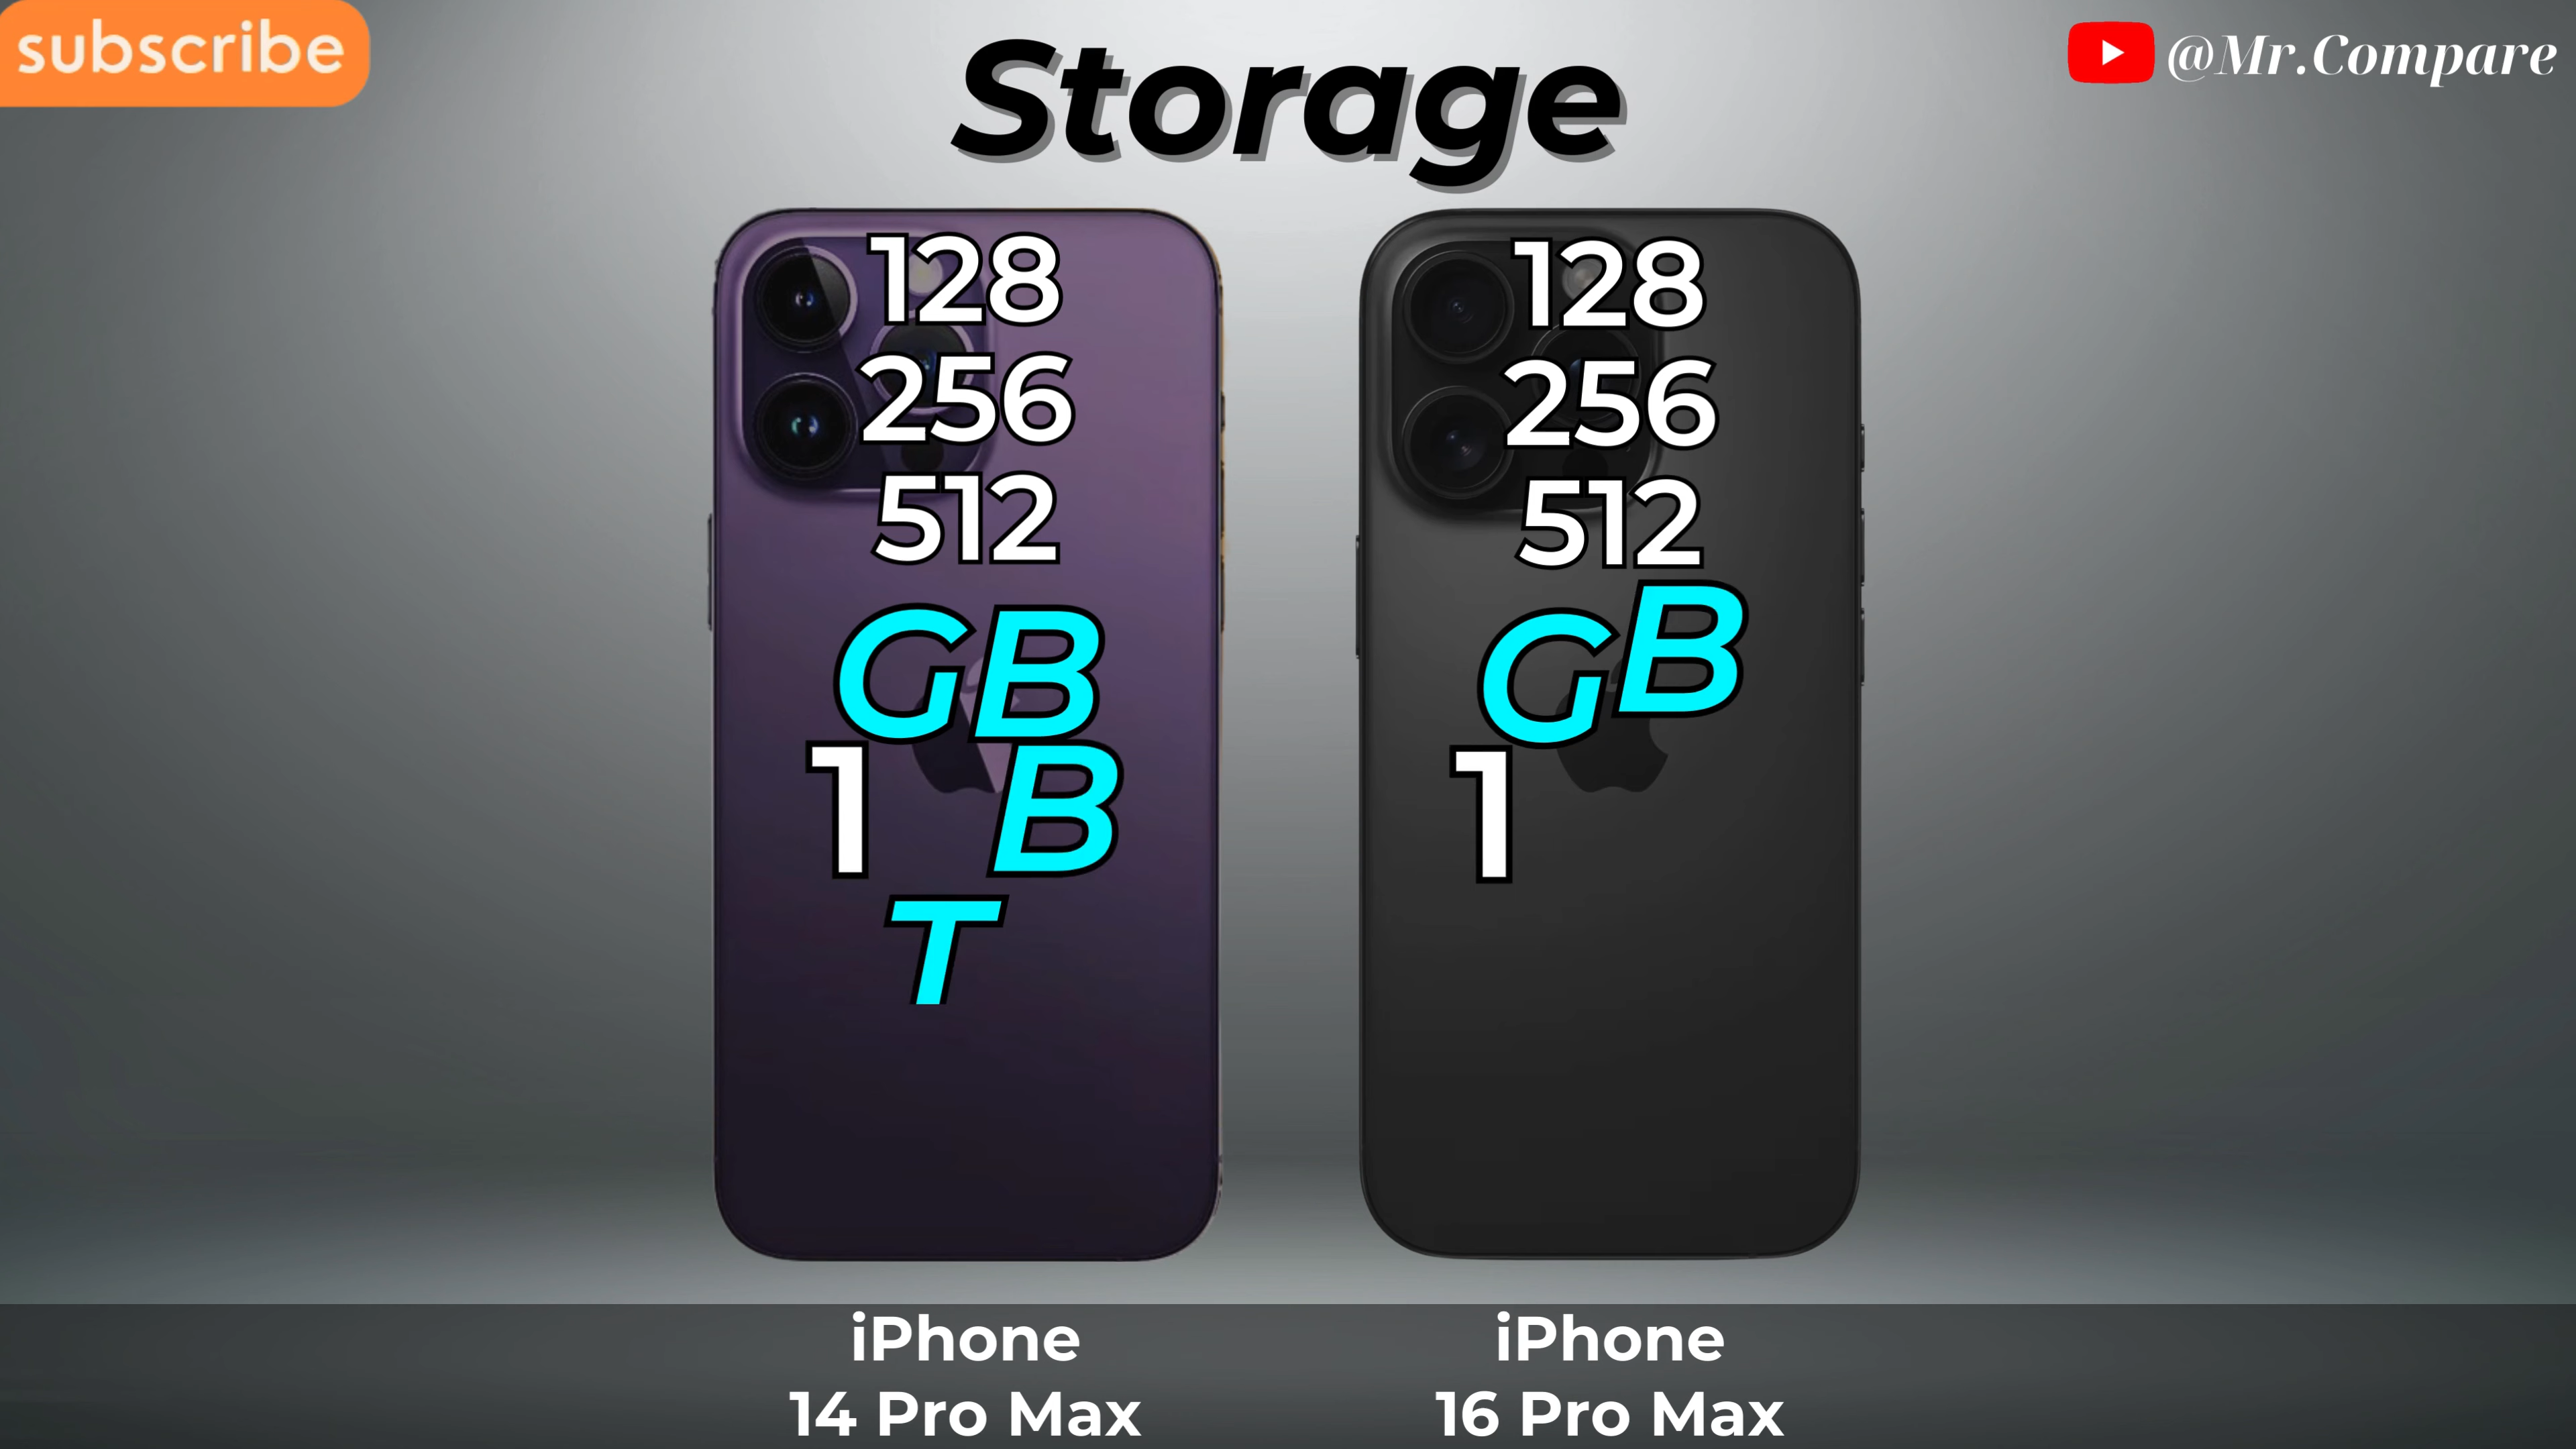 subscribe
Storage
@Mr.Compare
128
256
512
GB
1 B
T
128
256
512
GB
1
iPhone
14 Pro Max
iPhone
16 Pro Max